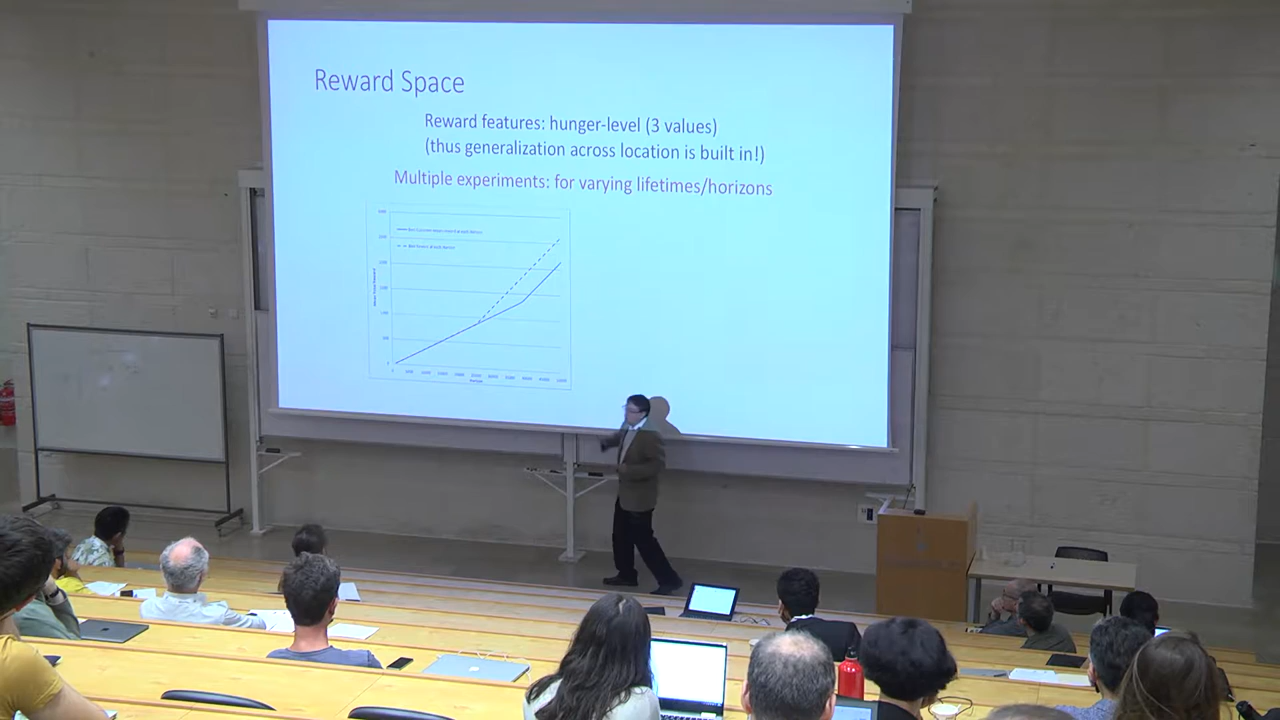 Reward Space
Reward features: hunger-level (3 values)
(thus generalization across location is built in!)
Multiple experiments: for varying lifetimes/horizons